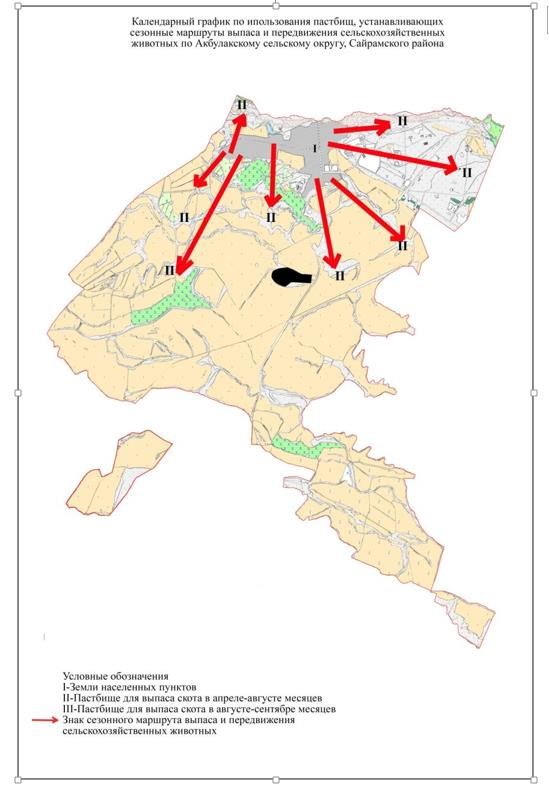 Календарный график по ипользования пастбищ, устанавливающих
сезонные маршруты выпаса и передвижения сельскохозяйственных
животных по Акбулакскому сельскому округу, Сайрамского района
II
II
I
II
II
II
II
II
II
Условные обозначения
I-Земли населенных пунктов
II-Пастбище для выпаса скота в апреле-августе месяцев
III-Пастбище для выпаса скота в августе-сентябре месяцев
Знак сезонного маршрута выпаса и передвижения
сельскохозяйственных животных